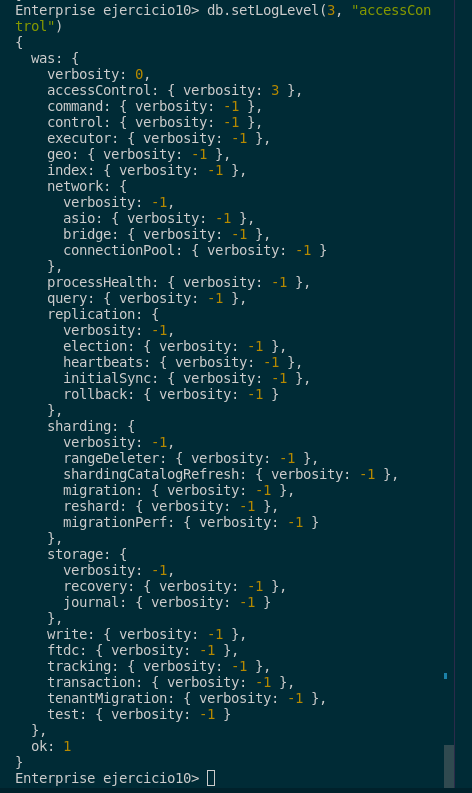 Enterprise ejercicio10> db.setLogLevel(3, "accessCon
trol")
{
  was: {
    verbosity: 0,
    accessControl: { verbosity: 3 },
    command: { verbosity: -1 },
    control: { verbosity: -1 },
    executor: { verbosity: -1 },
    geo: { verbosity: -1 },
    index: { verbosity: -1 },
    network: {
      verbosity: -1,
      asio: { verbosity: -1 },
      bridge: { verbosity: -1 },
      connectionPool: { verbosity: -1 }
    },
    processHealth: { verbosity: -1 },
    query: { verbosity: -1 },
    replication: {
      verbosity: -1,
      election: { verbosity: -1 },
      heartbeats: { verbosity: -1 },
      initialSync: { verbosity: -1 },
      rollback: { verbosity: -1 }
    },
    sharding: {
      verbosity: -1,
      rangeDeleter: { verbosity: -1 },
      shardingCatalogRefresh: { verbosity: -1 },
      migration: { verbosity: -1 },
      reshard: { verbosity: -1 },
      migrationPerf: { verbosity: -1 }
    },
    storage: {
      verbosity: -1,
      recovery: { verbosity: -1 },
      journal: { verbosity: -1 }
    },
    write: { verbosity: -1 },
    ftdc: { verbosity: -1 },
    tracking: { verbosity: -1 },
    transaction: { verbosity: -1 },
    tenantMigration: { verbosity: -1 },
    test: { verbosity: -1 }
  },
  ok: 1
}
Enterprise ejercicio10>